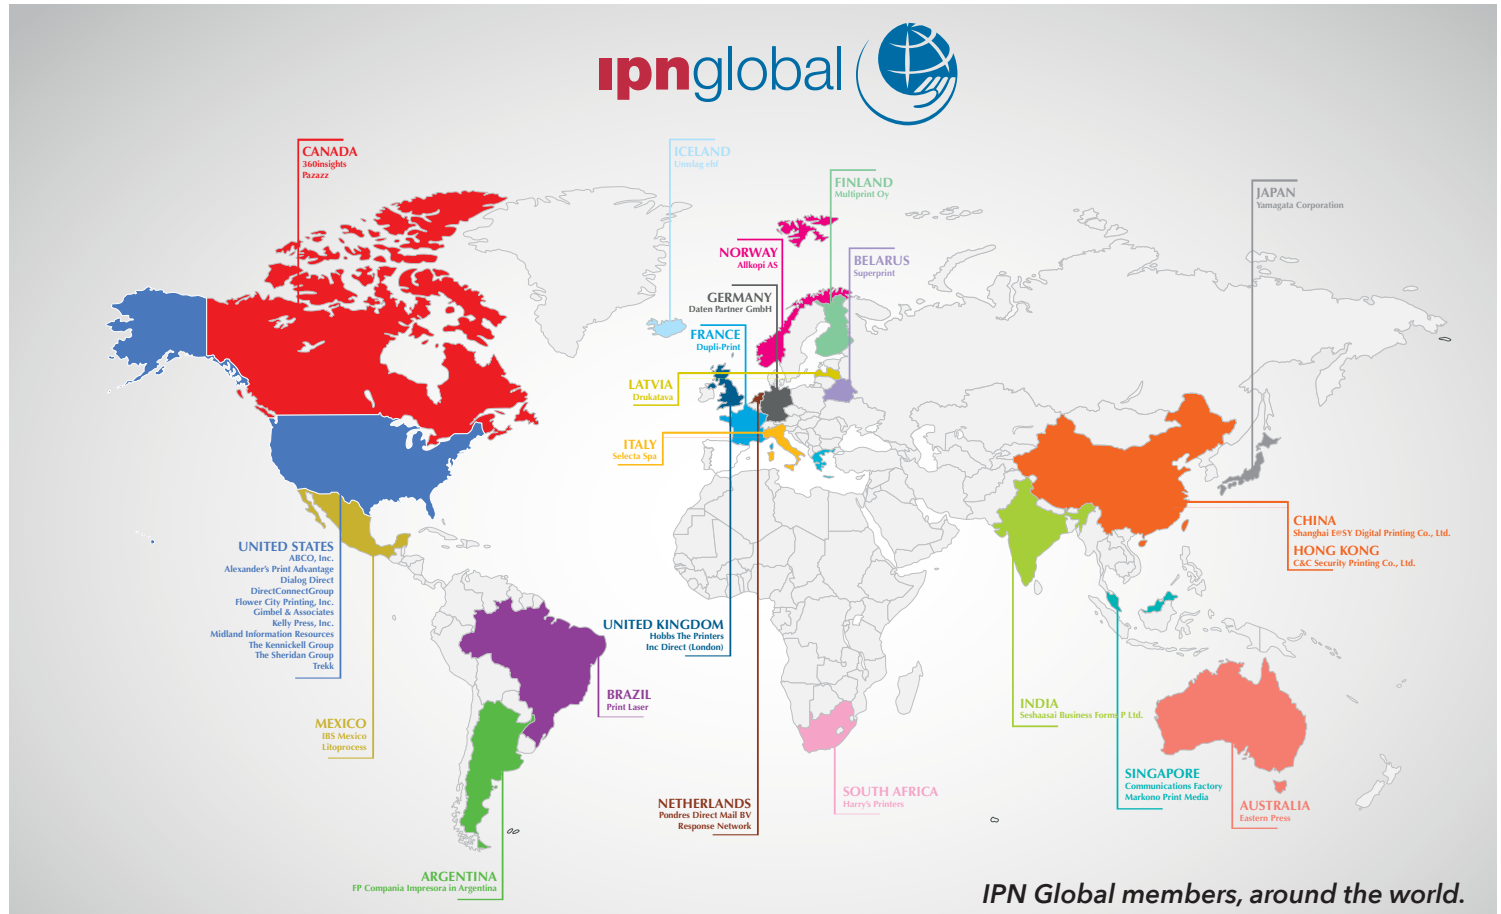 ipnglobal
CANADA
360insights
Pazazz
ICELAND
Umslag ehf
FINLAND
Multiprint Oy
JAPAN
Yamagata Corporation
NORWAY
Allkopi AS
BELARUS
Superprint
GERMANY
Daten Partner GmbH
FRANCE
Dupli-Print
LATVIA
Drukatava
ITALY
Selecta Spa
CHINA
Shanghai E@SY Digital Printing Co., Ltd.
HONG KONG
C&C Security Printing Co., Ltd.
UNITED STATES
ABCO, Inc.
Alexander's Print Advantage
Dialog Direct
DirectConnectGroup
Flower City Printing, Inc.
Gimbel & Associates
Kelly Press, Inc.
Midland Information Resources
The Kennickell Group
The Sheridan Group
Trekk
UNITED KINGDOM
Hobbs The Printers
Inc Direct (London)
BRAZIL
Print Laser
INDIA
Seshaasai Business Forms P Ltd.
MEXICO
IBS Mexico
Litoprocess
SINGAPORE
Communications Factory
Markono Print Media
SOUTH AFRICA
Harry's Printers
NETHERLANDS
Pondres Direct Mail BV
Response Network
AUSTRALIA
Eastern Press
ARGENTINA
FP Compania Impresora in Argentina
IPN Global members, around the world.